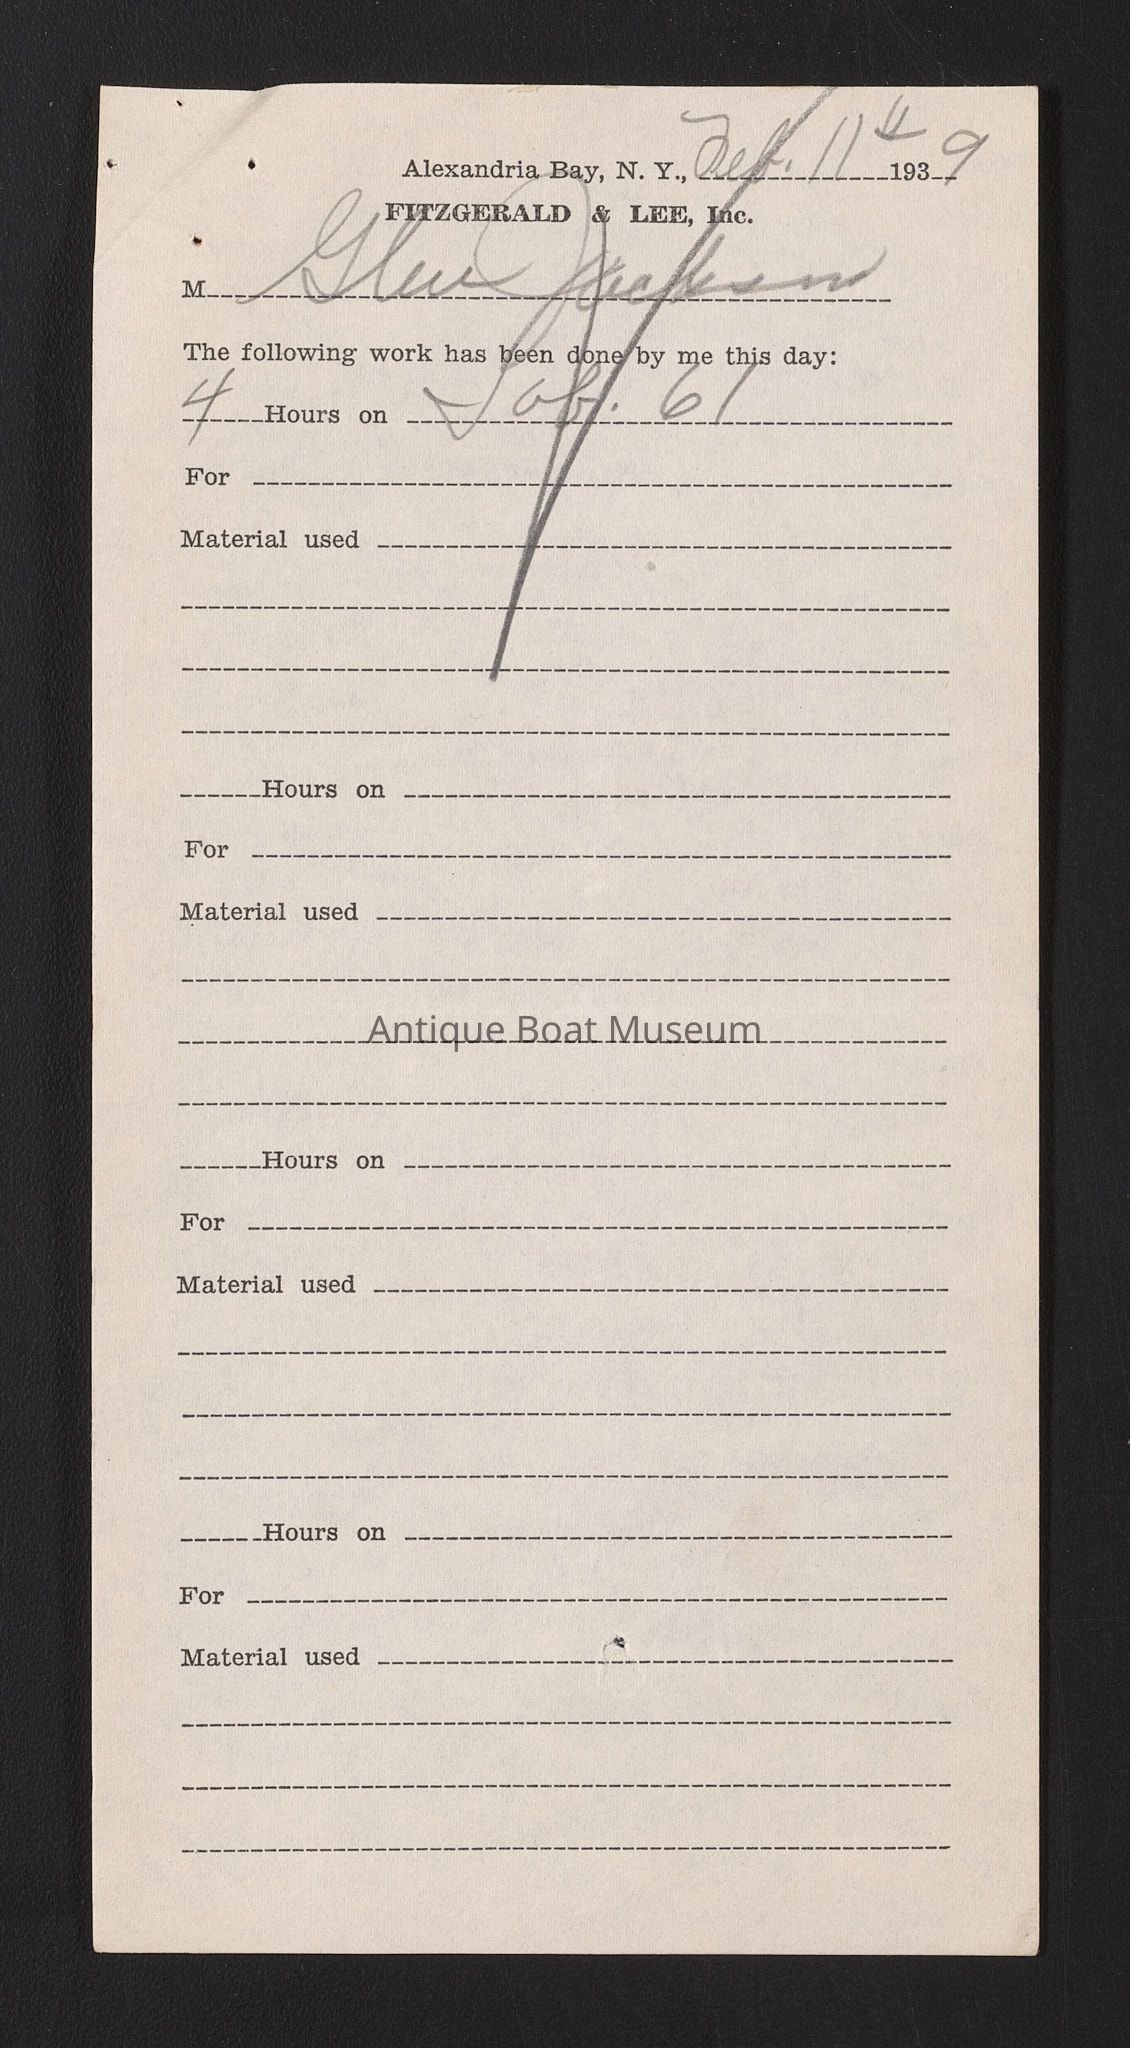 Alexandria Bay, N. Y., Feb. 11th 1939
FITZGERALD & LEE, Inc.
M Glen Jackson
The following work has been done by me this day:
4 Hours on Job. 61
For
Material used
Hours on
For
Material used
Antique Boat Museum
Hours on
For
Material used
Hours on
For
Material used